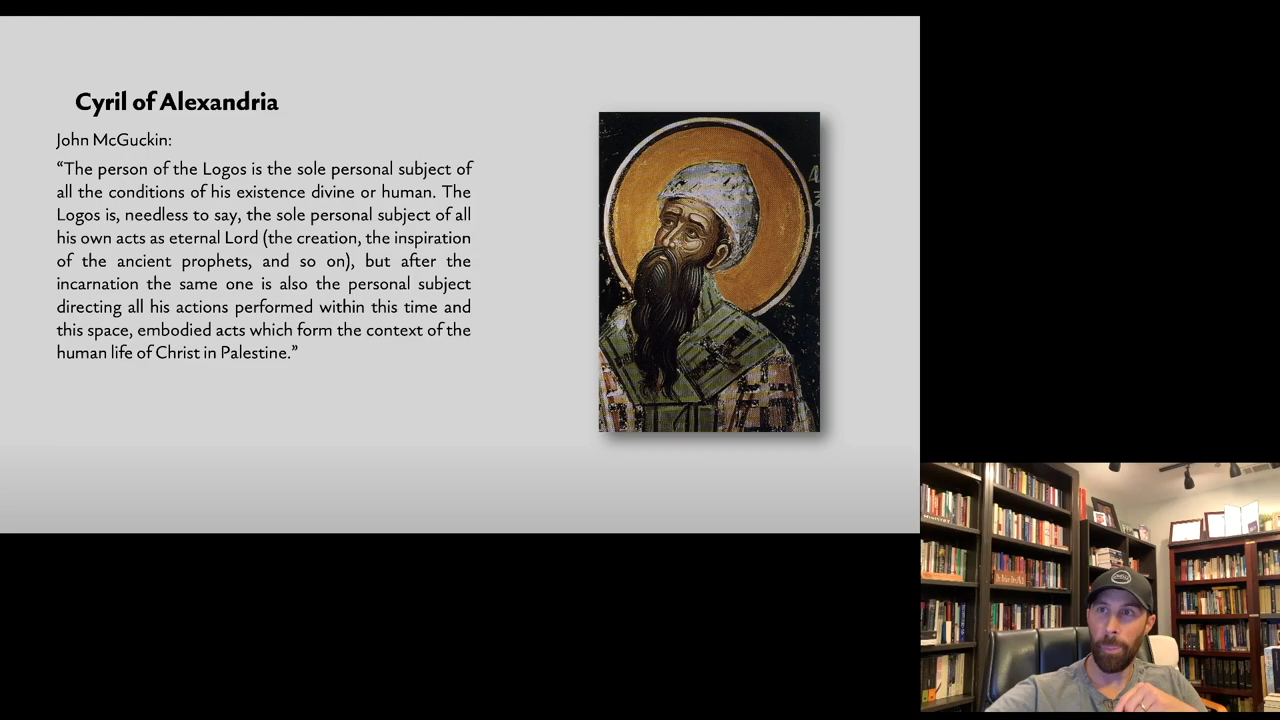 Cyril of Alexandria
John McGuckin:
“The person of the Logos is the sole personal subject of
all the conditions of his existence divine or human. The
Logos is, needless to say, the sole personal subject of all
his own acts as eternal Lord (the creation, the inspiration
of the ancient prophets, and so on), but after the
incarnation the same one is also the personal subject
directing all his actions performed within this time and
this space, embodied acts which form the context of the
human life of Christ in Palestine.”